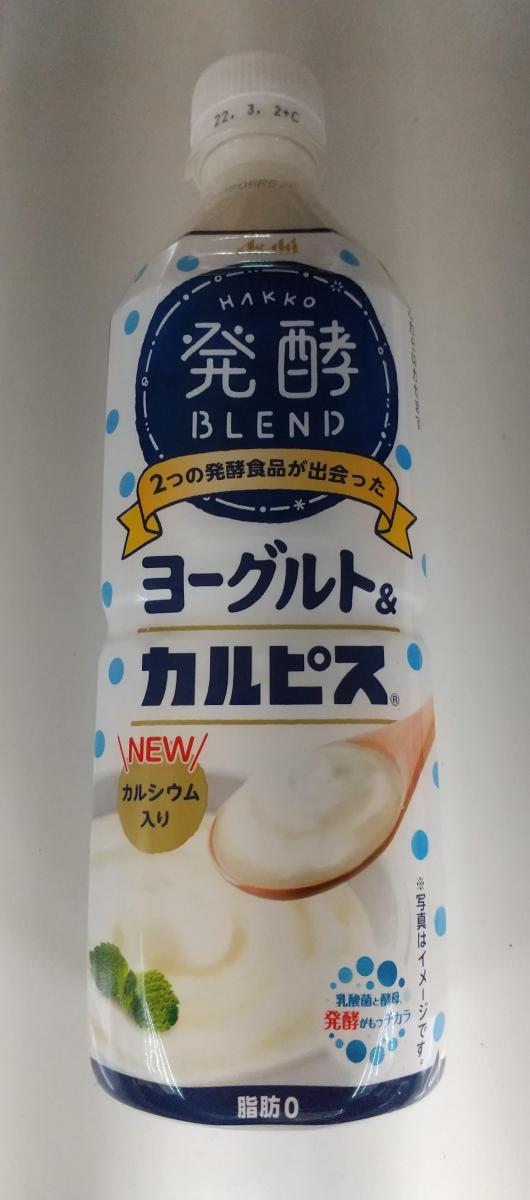 22. 3. 2+C
Asahi
HAKKO
発酵
BLEND
2つの発酵食品が出会った
ヨーグルト&
カルピス®
\NEW/
カルシウム
入り
※写真はイメージです。
乳酸菌と酵母、
発酵がもつチカラ
脂肪0